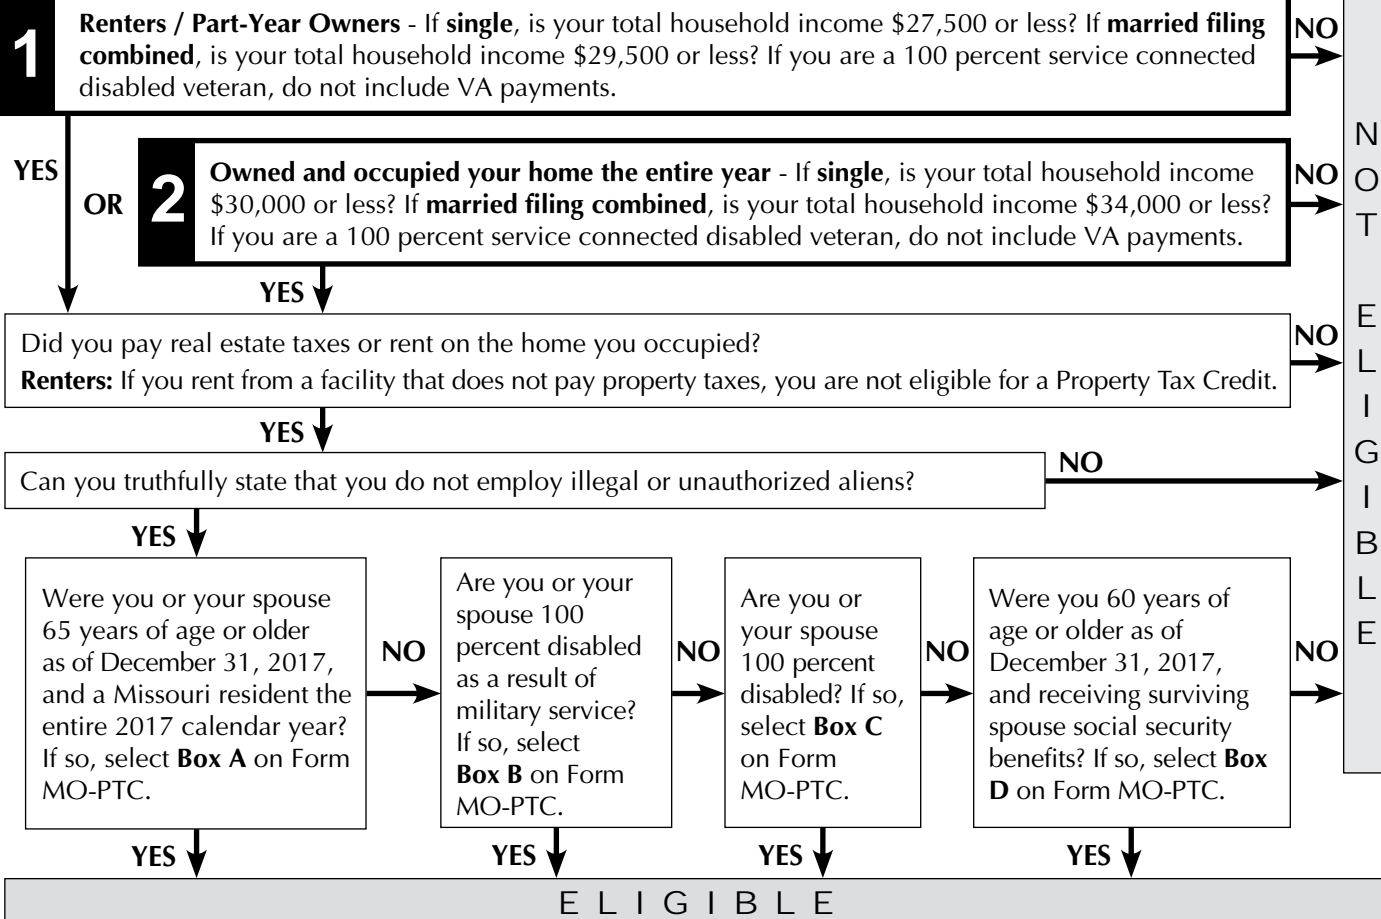 1
Renters / Part-Year Owners - If single, is your total household income $27,500 or less? If married filing
combined, is your total household income $29,500 or less? If you are a 100 percent service connected
disabled veteran, do not include VA payments.
NO
YES
OR
2
Owned and occupied your home the entire year - If single, is your total household income
$30,000 or less? If married filing combined, is your total household income $34,000 or less?
If you are a 100 percent service connected disabled veteran, do not include VA payments.
NO
YES
Did you pay real estate taxes or rent on the home you occupied?
Renters: If you rent from a facility that does not pay property taxes, you are not eligible for a Property Tax Credit.
NO
YES
Can you truthfully state that you do not employ illegal or unauthorized aliens?
NO
YES
Were you or your spouse
65 years of age or older
as of December 31, 2017,
and a Missouri resident the
entire 2017 calendar year?
If so, select Box A on Form
MO-PTC.
NO
Are you or your
spouse 100
percent disabled
as a result of
military service?
If so, select
Box B on Form
MO-PTC.
NO
Are you or
your spouse
100 percent
disabled? If so,
select Box C
on Form
MO-PTC.
NO
Were you 60 years of
age or older as of
December 31, 2017,
and receiving surviving
spouse social security
benefits? If so, select Box
D on Form MO-PTC.
NO
YES
YES
YES
YES
NOT ELIGIBLE
ELIGIBLE